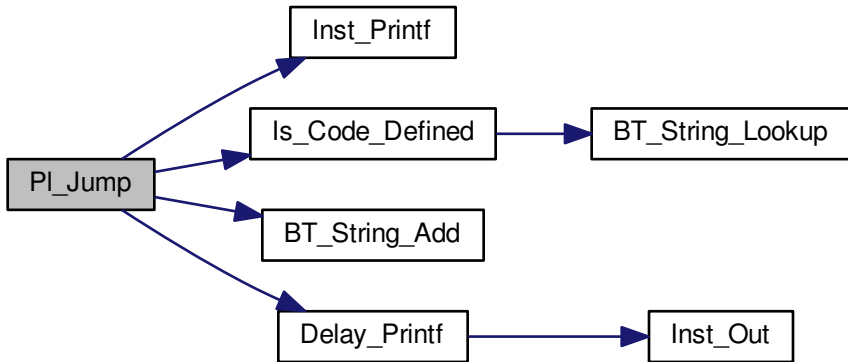 Inst_Printf
Is_Code_Defined
BT_String_Lookup
Pl_Jump
BT_String_Add
Delay_Printf
Inst_Out